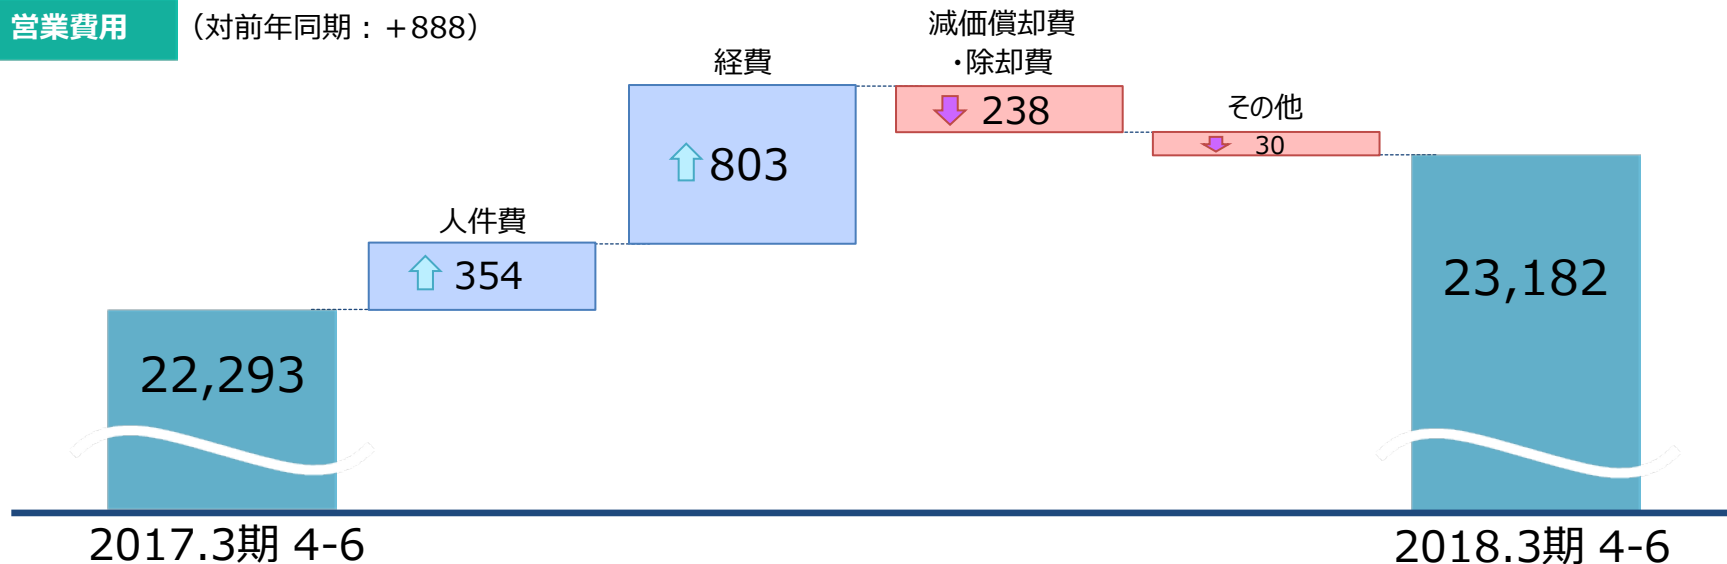 営業費用
（対前年同期：＋888）
減価償却費
・除却費
経費
その他
238
30
803
人件費
354
23,182
22,293
2017.3期 4-6
2018.3期 4-6